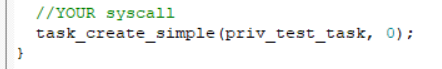 //YOUR syscall
task_create_simple(priv_test_task, 0);
}